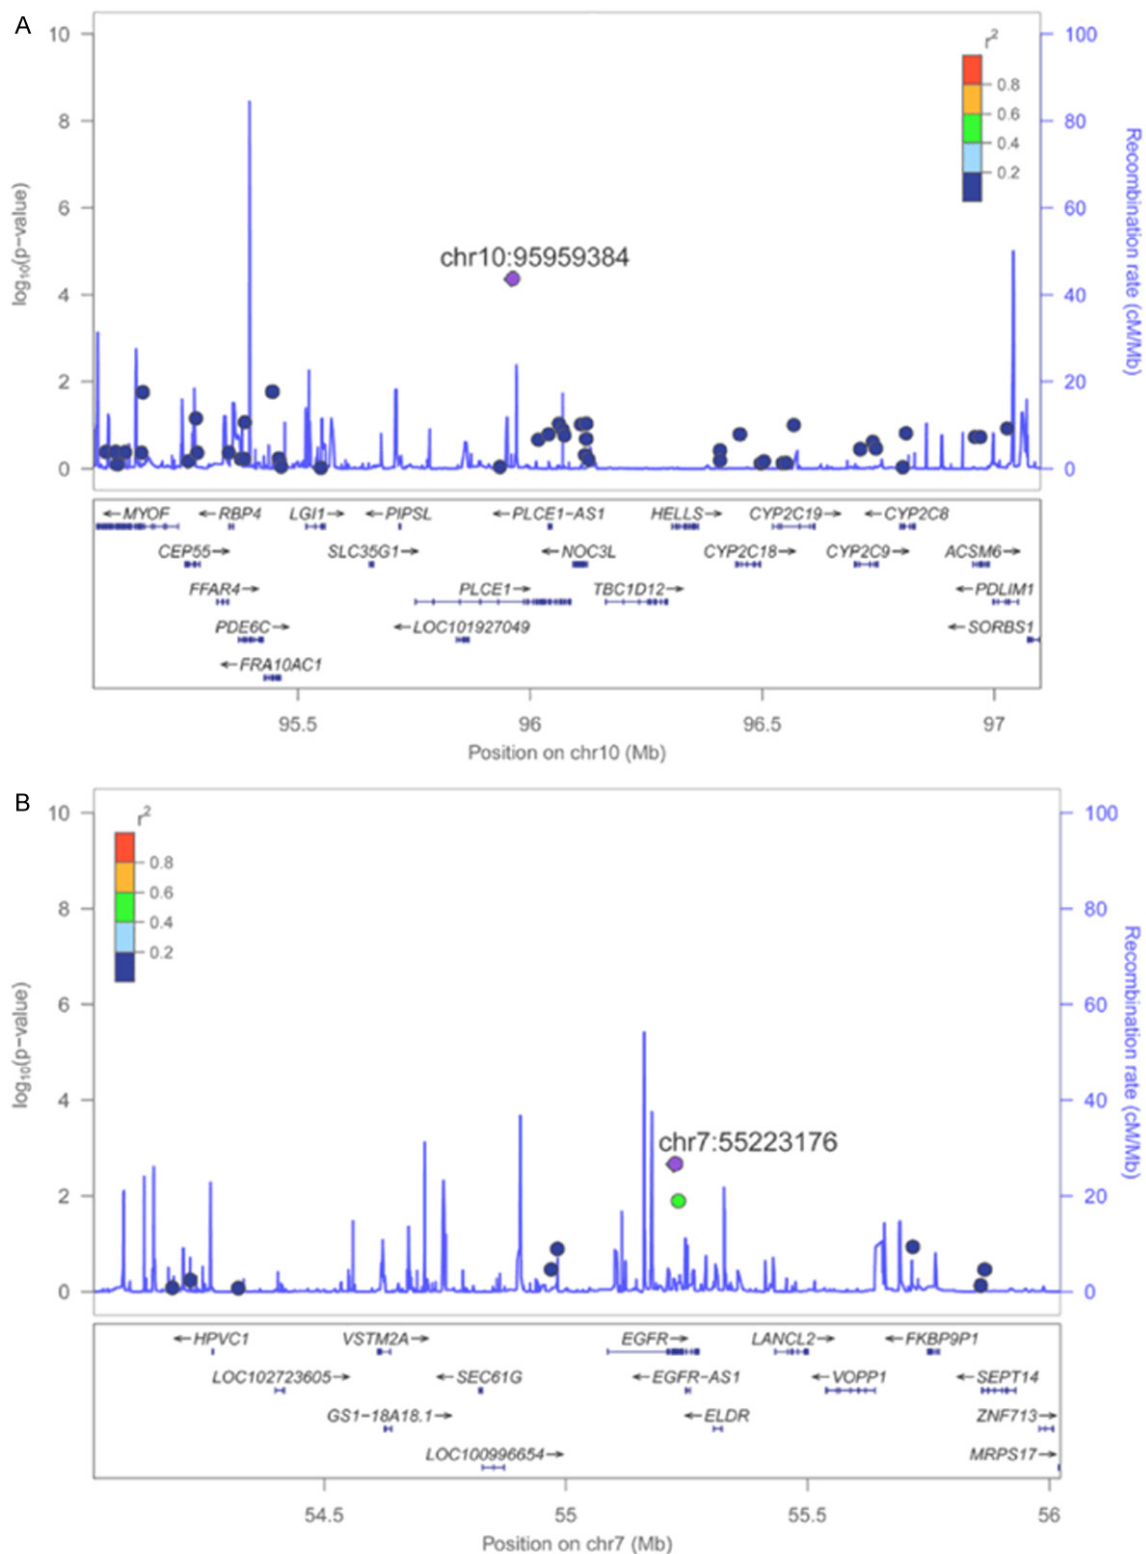 A
log10(p−value)
10
8
6
4
2
0
chr10:95959384
r2
0.8
0.6
0.4
0.2
100
80
60
40
20
0
Recombination rate (cM/Mb)
←MYOF ←RBP4 LGI1→ ←PIPSL ←PLCE1−AS1 HELLS→ CYP2C19→ ←CYP2C8
CEP55→ SLC35G1→ ←NOC3L CYP2C18→ CYP2C9→ ACSM6→
FFAR4→ PLCE1→ TBC1D12→ ←PDLIM1
PDE6C→ ←LOC101927049 ←SORBS1
←FRA10AC1
95.5 96 96.5 97
Position on chr10 (Mb)
B
log10(p−value)
10
8
6
4
2
0
r2
0.8
0.6
0.4
0.2
chr7:55223176
100
80
60
40
20
0
Recombination rate (cM/Mb)
←HPVC1 VSTM2A→ EGFR→ LANCL2→ ←FKBP9P1
LOC102723605→ ←SEC61G ←EGFR−AS1 ←VOPP1 ←SEPT14
GS1−18A18.1→ ←ELDR ZNF713→
LOC100996654→ MRPS17→
54.5 55 55.5 56
Position on chr7 (Mb)